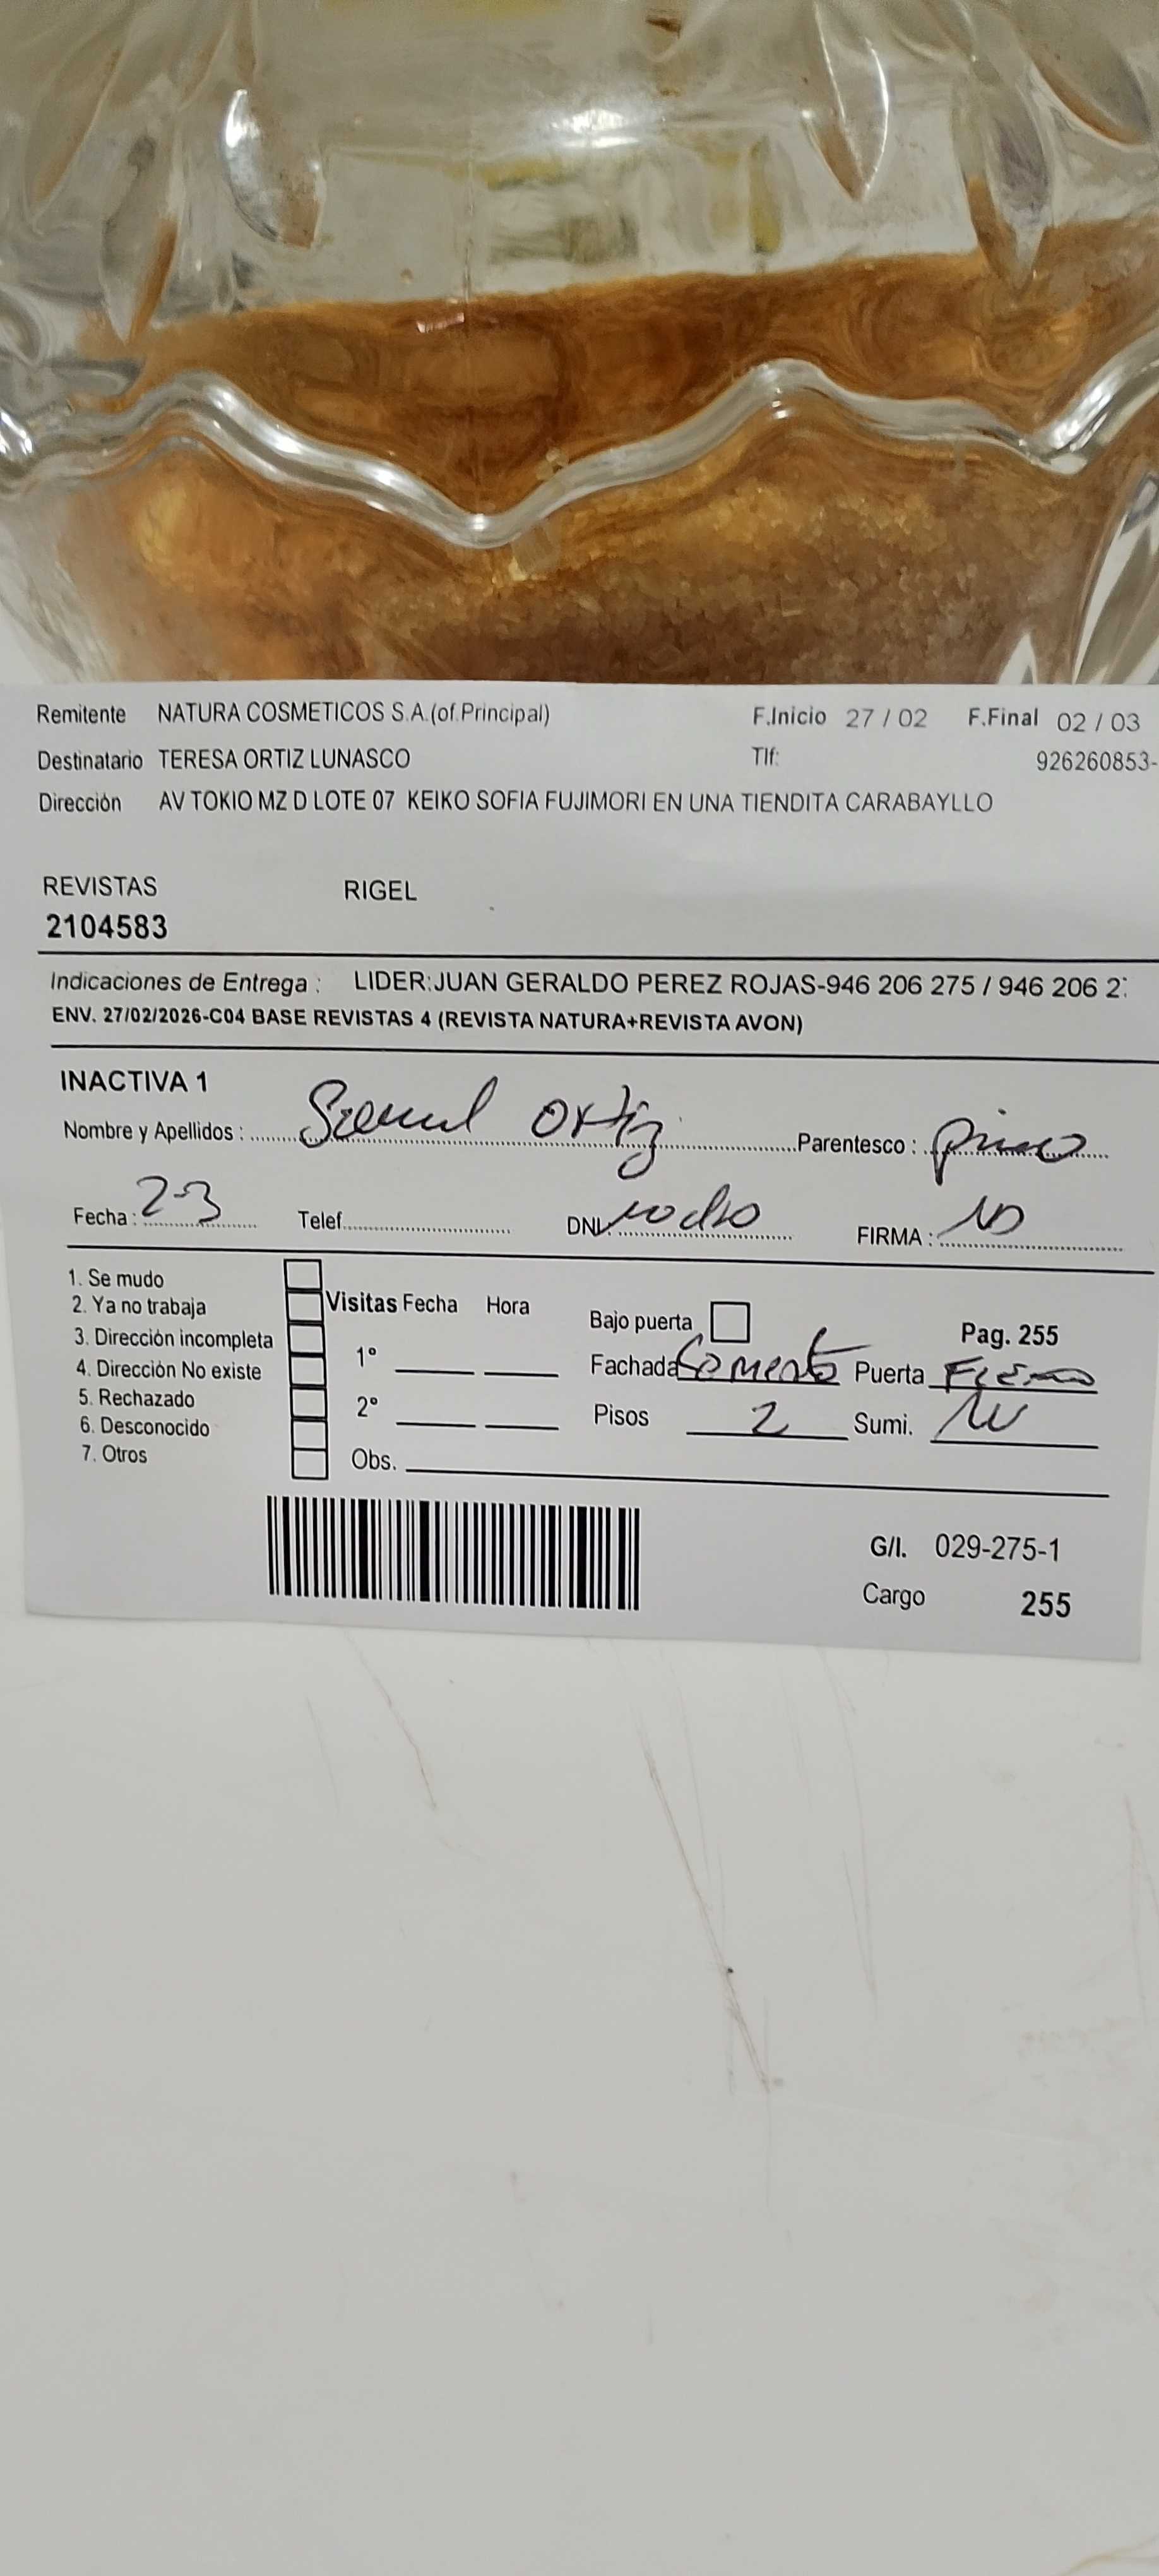 Remitente NATURA COSMETICOS S.A.(of.Principal) F.Inicio 27 / 02 F.Final 02 / 03
Destinatario TERESA ORTIZ LUNASCO Tlf: 926260853-
Dirección AV TOKIO MZ D LOTE 07 KEIKO SOFIA FUJIMORI EN UNA TIENDITA CARABAYLLO
REVISTAS RIGEL
2104583
Indicaciones de Entrega : LIDER:JUAN GERALDO PEREZ ROJAS-946 206 275 / 946 206 2
ENV. 27/02/2026-C04 BASE REVISTAS 4 (REVISTA NATURA+REVISTA AVON)
INACTIVA 1
Nombre y Apellidos : Ortiz Parentesco :
Fecha : 2-3 Telef. DNI. FIRMA :
1. Se mudo
2. Ya no trabaja Visitas Fecha Hora Bajo puerta Pag. 255
3. Dirección incompleta 1° Fachada Puerta
4. Dirección No existe
5. Rechazado 2° Pisos 2 Sumi.
6. Desconocido
7. Otros Obs.
G/I. 029-275-1
Cargo 255